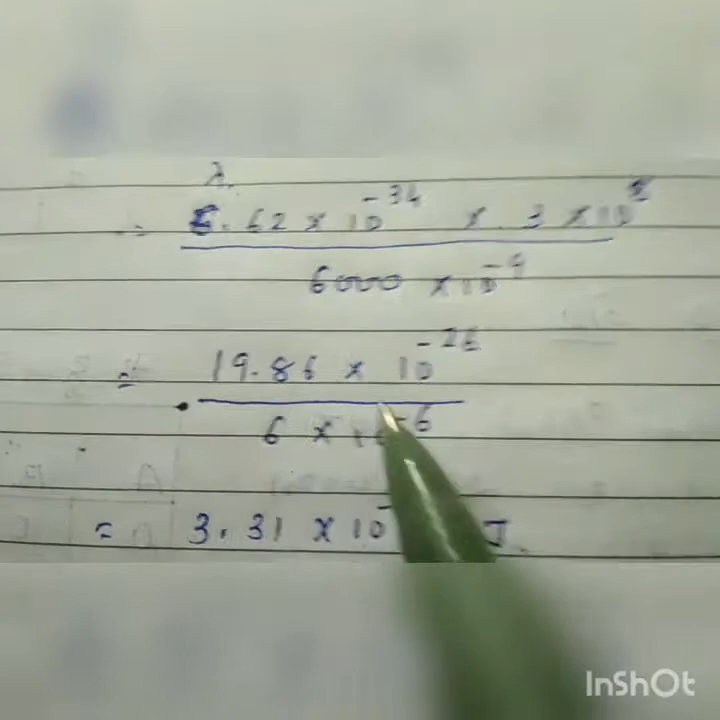 λ.
= 6.62 × 10⁻³⁴ × 3 × 10⁸
6000 × 10⁻⁹
= 19.86 × 10⁻²⁶
6 × 10⁻⁶
= 3.31 × 10⁻ J
InShOt